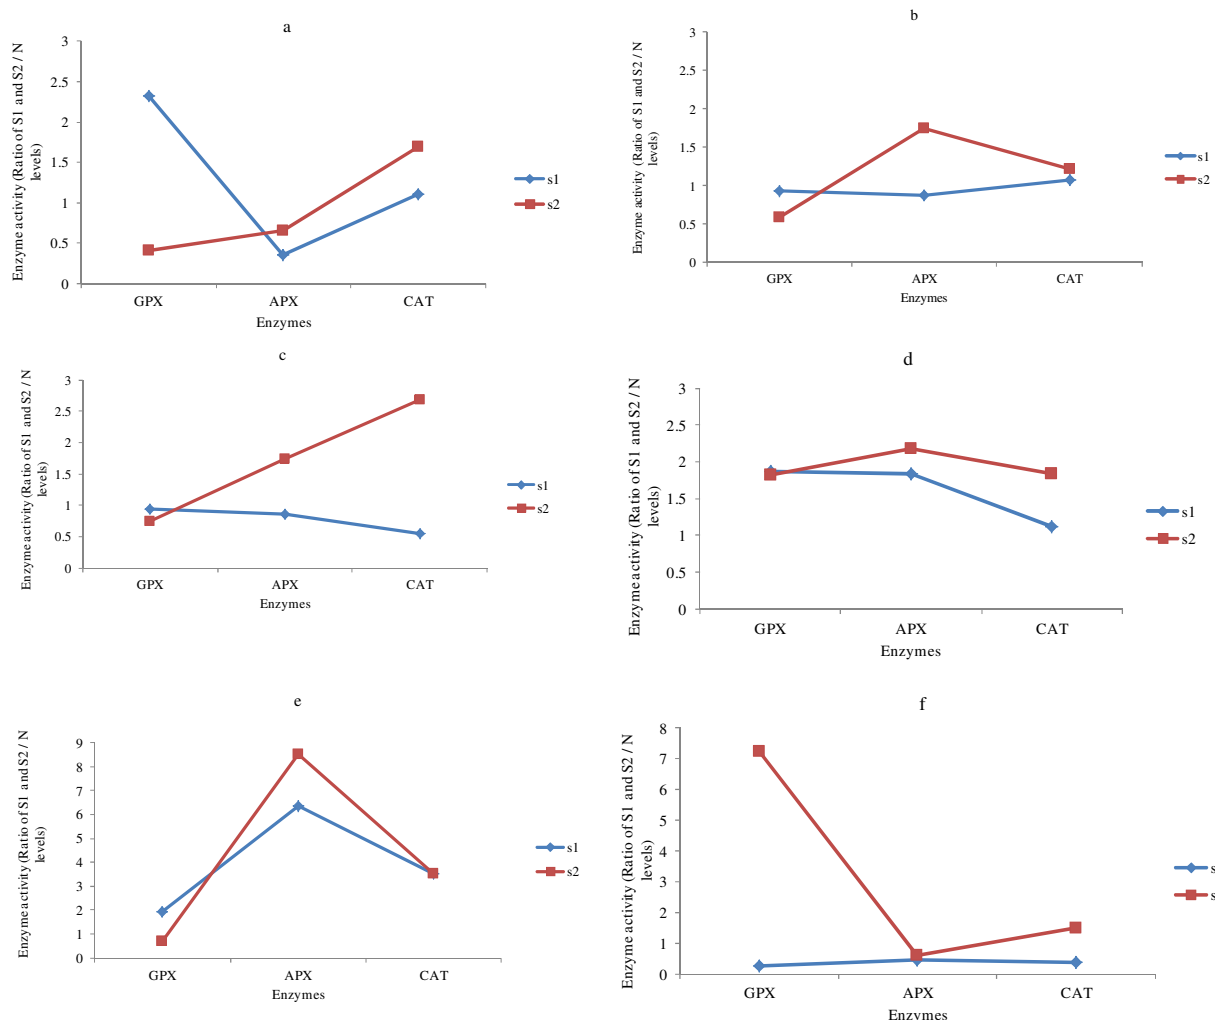 a
Enzyme activity (Ratio of S1 and S2 / N
levels)
3
2.5
2
1.5
1
0.5
0
GPX APX CAT
Enzymes
s1
s2
b
Enzyme activity (Ratio of S1 and S2 / N
levels)
3
2.5
2
1.5
1
0.5
0
GPX APX CAT
Enzymes
s1
s2
c
Enzyme activity (Ratio of S1 and S2 / N
levels)
3
2.5
2
1.5
1
0.5
0
GPX APX CAT
Enzymes
s1
s2
d
Enzyme activity (Ratio of S1 and S2 / N
levels)
3
2.5
2
1.5
1
0.5
0
GPX APX CAT
Enzymes
s1
s2
e
Enzyme activity (Ratio of S1 and S2 / N
levels)
9
8
7
6
5
4
3
2
1
0
GPX APX CAT
Enzymes
s1
s2
f
Enzyme activity (Ratio of S1 and S2 / N
levels)
8
7
6
5
4
3
2
1
0
GPX APX CAT
Enzymes
s
s